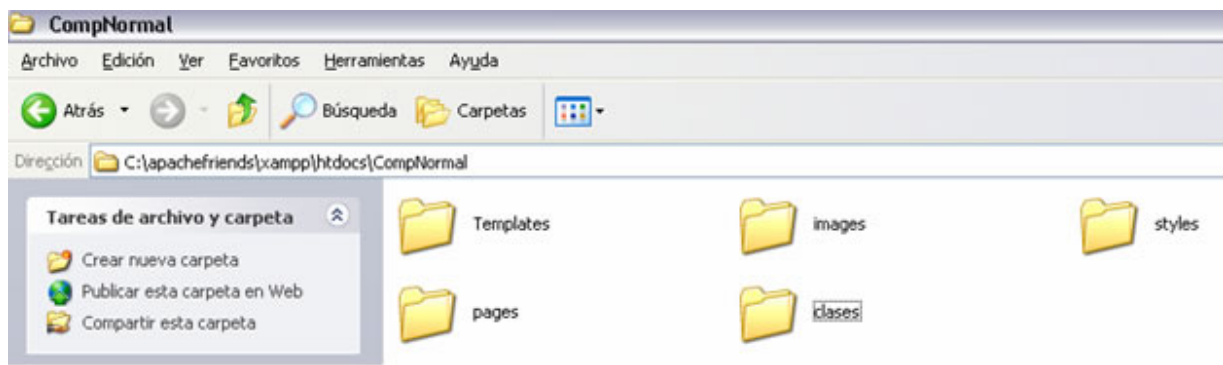 CompNormal
Archivo Edición Ver Favoritos Herramientas Ayuda
Atrás Búsqueda Carpetas
Dirección C:\apachefriends\xampp\htdocs\CompNormal
Tareas de archivo y carpeta
Crear nueva carpeta
Publicar esta carpeta en Web
Compartir esta carpeta
Templates images styles
pages clases